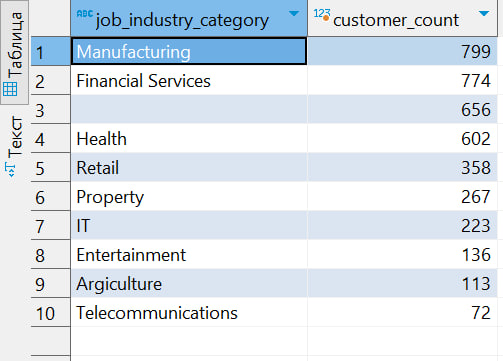 Таблица
Текст
ABC job_industry_category 123 customer_count
1 Manufacturing 799
2 Financial Services 774
3 656
4 Health 602
5 Retail 358
6 Property 267
7 IT 223
8 Entertainment 136
9 Argiculture 113
10 Telecommunications 72